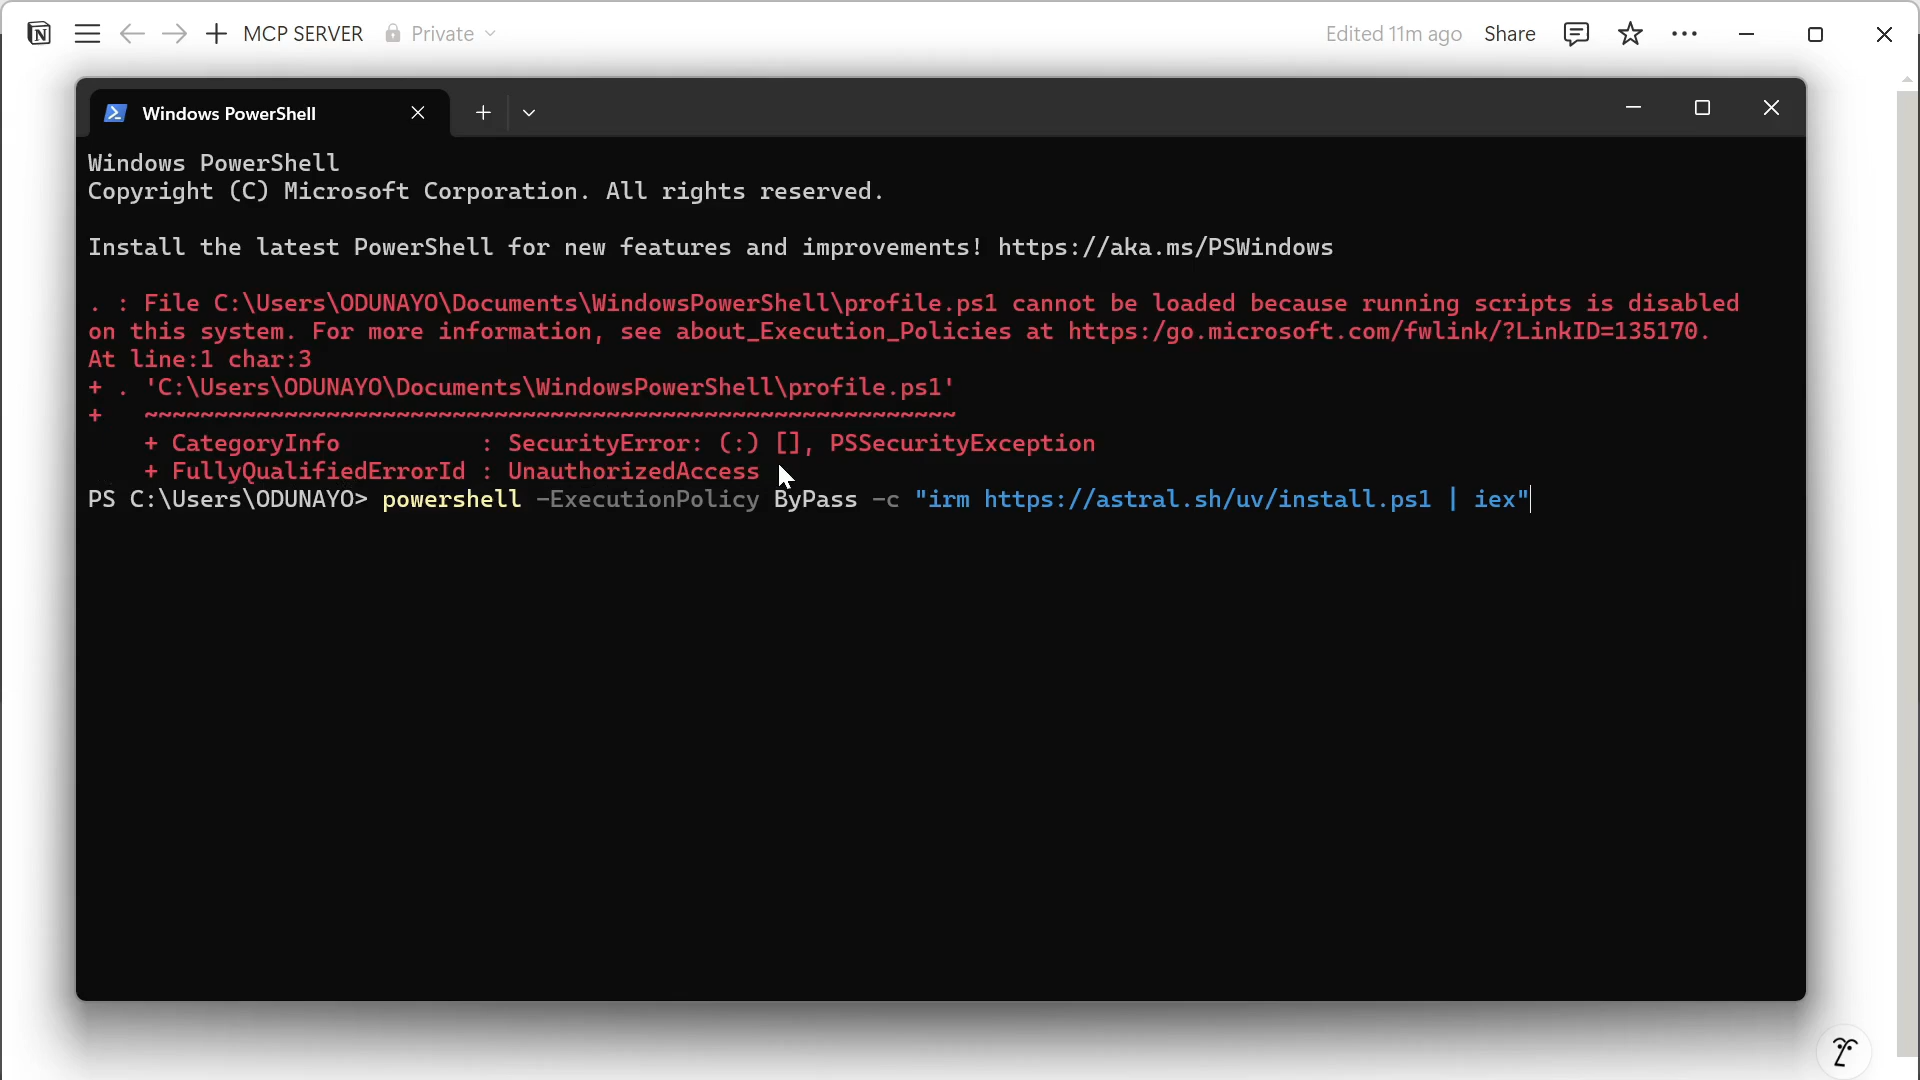 MCP SERVER Private Edited 11m ago Share
Windows PowerShell
Windows PowerShell
Copyright (C) Microsoft Corporation. All rights reserved.
Install the latest PowerShell for new features and improvements! https://aka.ms/PSWindows
. : File C:\Users\ODUNAYO\Documents\WindowsPowerShell\profile.ps1 cannot be loaded because running scripts is disabled
on this system. For more information, see about_Execution_Policies at https:/go.microsoft.com/fwlink/?LinkID=135170.
At line:1 char:3
+ . 'C:\Users\ODUNAYO\Documents\WindowsPowerShell\profile.ps1'
+   ~~~~~~~~~~~~~~~~~~~~~~~~~~~~~~~~~~~~~~~~~~~~~~~~~~~~~~~~~~
    + CategoryInfo          : SecurityError: (:) [], PSSecurityException
    + FullyQualifiedErrorId : UnauthorizedAccess
PS C:\Users\ODUNAYO> powershell -ExecutionPolicy ByPass -c "irm https://astral.sh/uv/install.ps1 | iex"